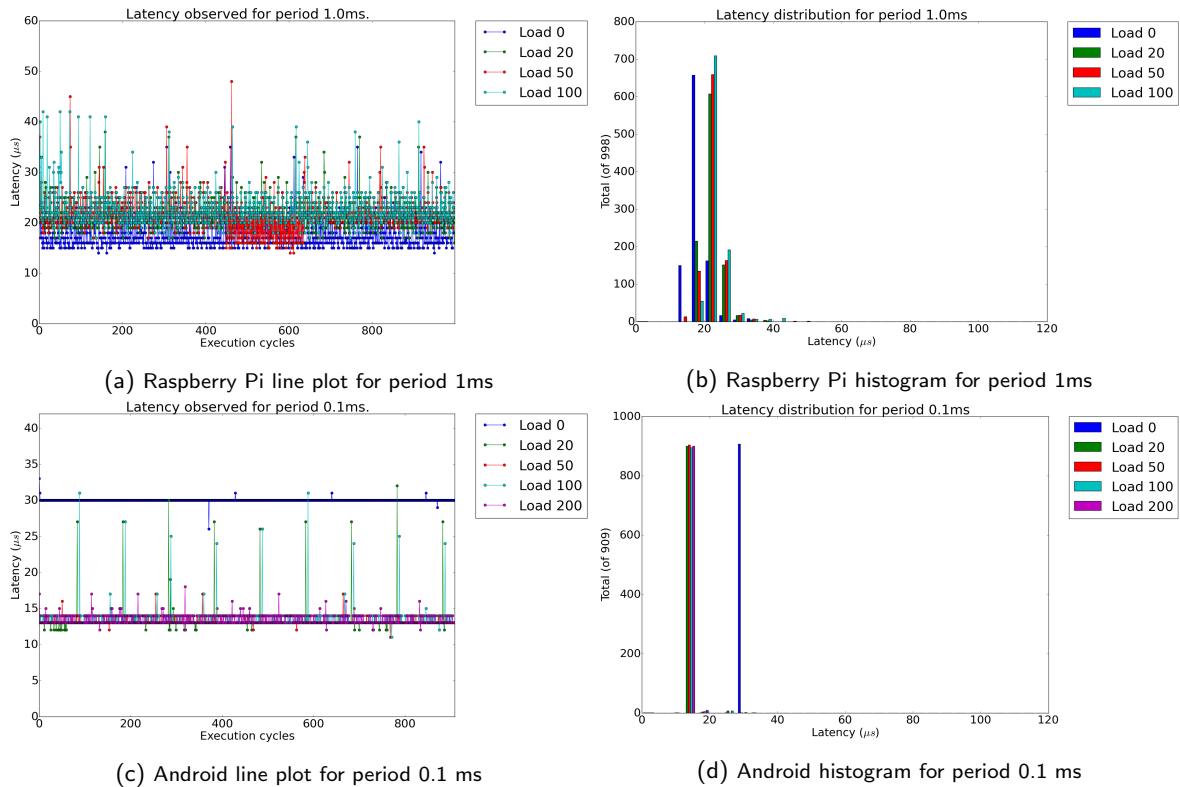 Latency observed for period 1.0ms.
60
50
40
30
20
10
0
Latency (μs)
0
200
400
600
800
Execution cycles
Load 0
Load 20
Load 50
Load 100
(a) Raspberry Pi line plot for period 1ms
Latency distribution for period 1.0ms
800
700
600
500
400
300
200
100
0
Total (of 998)
0
20
40
60
80
100
120
Latency (μs)
Load 0
Load 20
Load 50
Load 100
(b) Raspberry Pi histogram for period 1ms
Latency observed for period 0.1ms.
40
35
30
25
20
15
10
5
0
Latency (μs)
0
200
400
600
800
Execution cycles
Load 0
Load 20
Load 50
Load 100
Load 200
(c) Android line plot for period 0.1 ms
Latency distribution for period 0.1ms
1000
800
600
400
200
0
Total (of 909)
0
20
40
60
80
100
120
Latency (μs)
Load 0
Load 20
Load 50
Load 100
Load 200
(d) Android histogram for period 0.1 ms